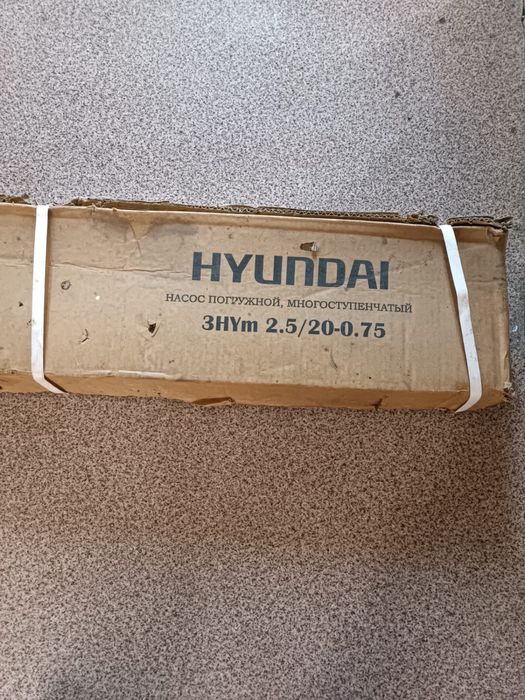 HYUNDAI
НАСОС ПОГРУЖНОЙ, МНОГОСТУПЕНЧАТЫЙ
3HYm 2.5/20-0.75